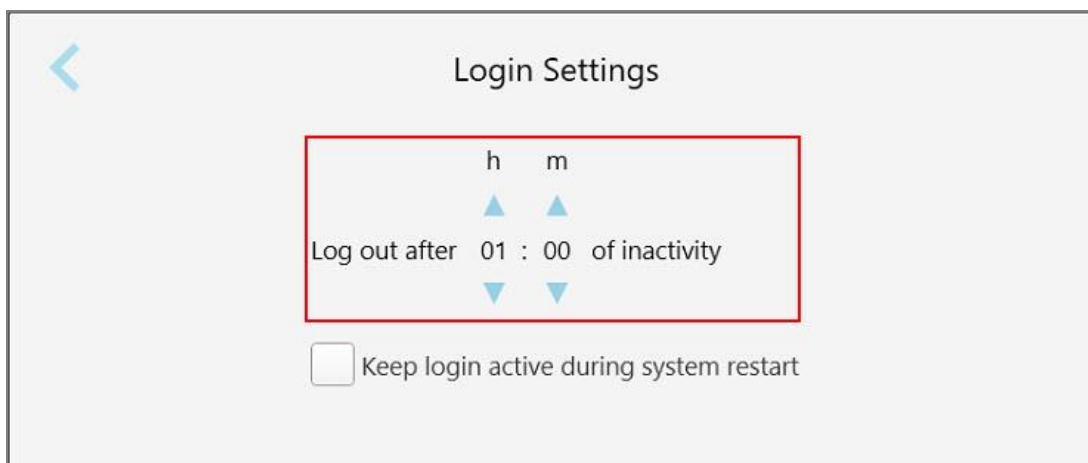 Login Settings
h m
Log out after 01 : 00 of inactivity
Keep login active during system restart